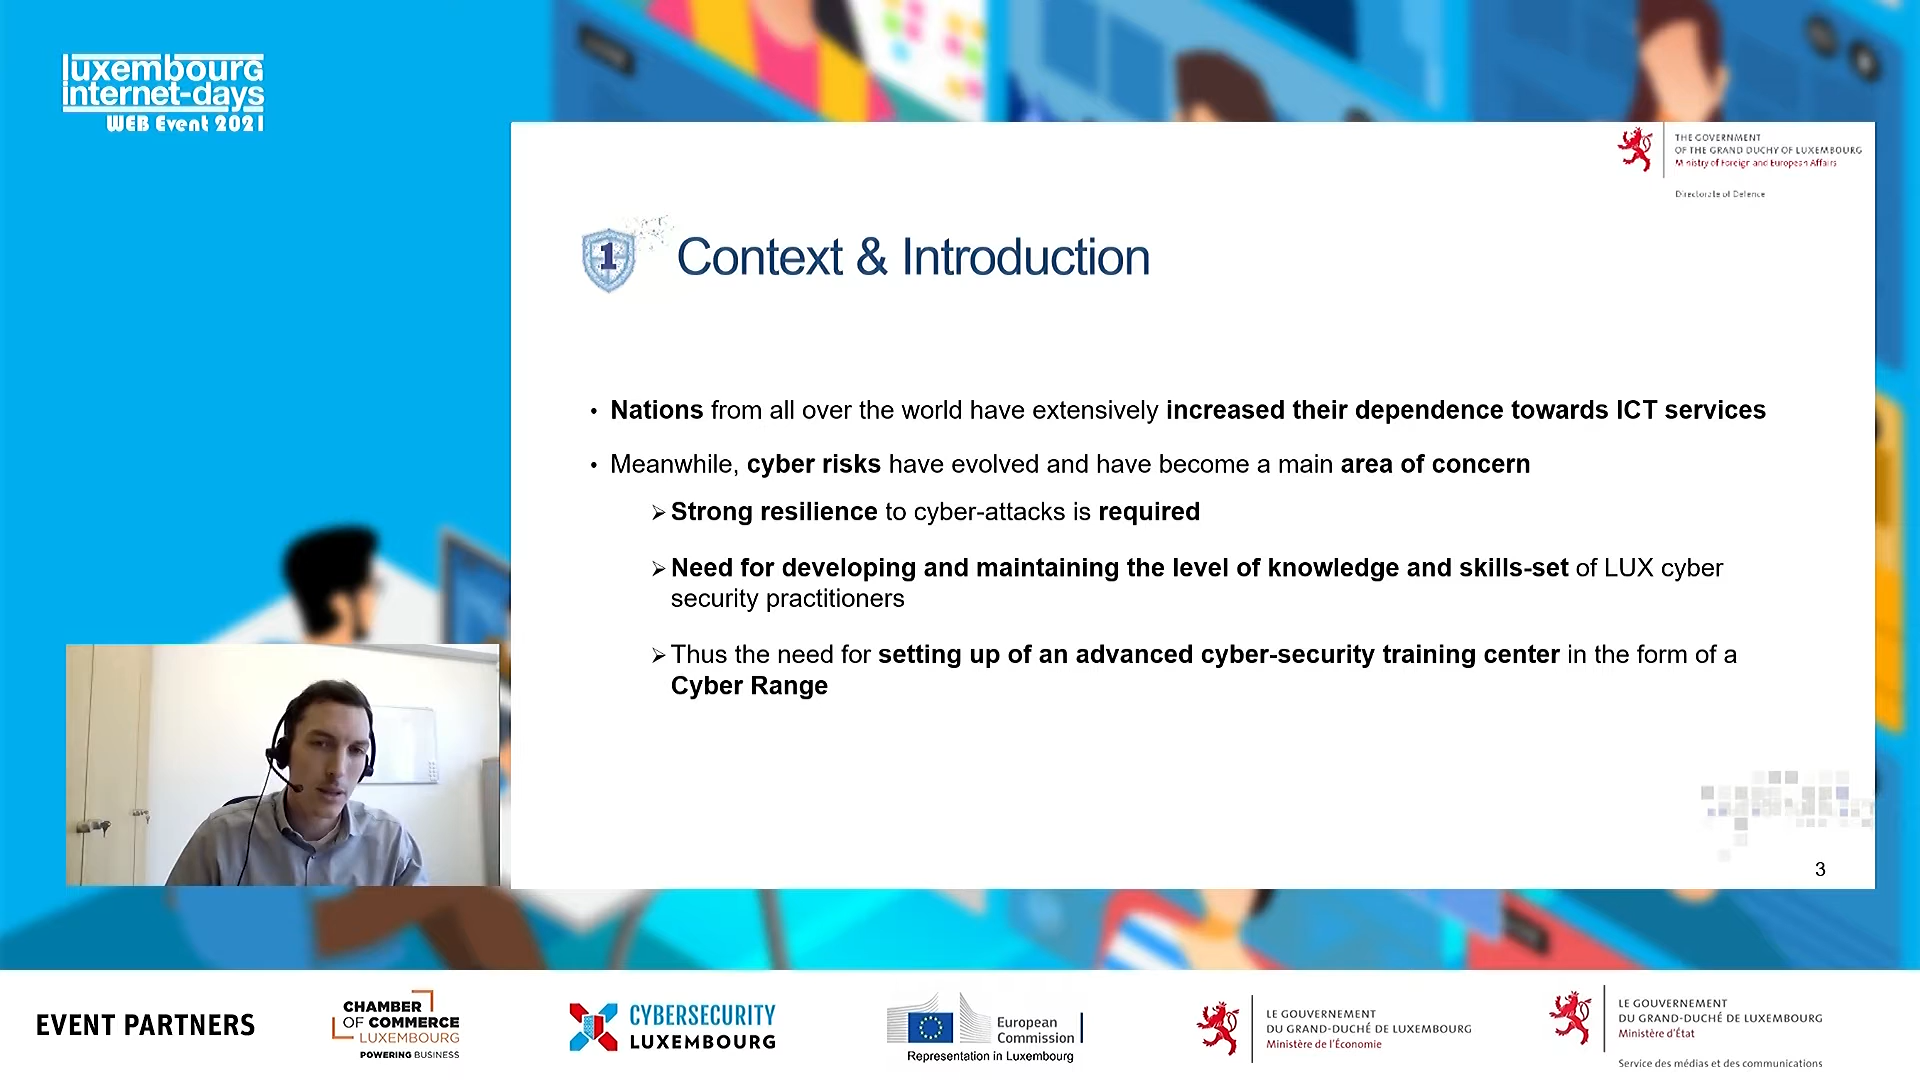 luxembourg
internet-days
WEB Event 2021
THE GOVERNMENT
OF THE GRAND DUCHY OF LUXEMBOURG
Ministry of Foreign and European Affairs
Directorate of Defence
1
Context & Introduction
• Nations from all over the world have extensively increased their dependence towards ICT services
• Meanwhile, cyber risks have evolved and have become a main area of concern
➢ Strong resilience to cyber-attacks is required
➢ Need for developing and maintaining the level of knowledge and skills-set of LUX cyber
security practitioners
➢ Thus the need for setting up of an advanced cyber-security training center in the form of a
Cyber Range
3
EVENT PARTNERS
CHAMBER
OF COMMERCE
LUXEMBOURG
POWERING BUSINESS
CYBERSECURITY
LUXEMBOURG
European
Commission
Representation in Luxembourg
LE GOUVERNEMENT
DU GRAND-DUCHÉ DE LUXEMBOURG
Ministère de l'Économie
LE GOUVERNEMENT
DU GRAND-DUCHÉ DE LUXEMBOURG
Ministère d'État
Service des médias et des communications